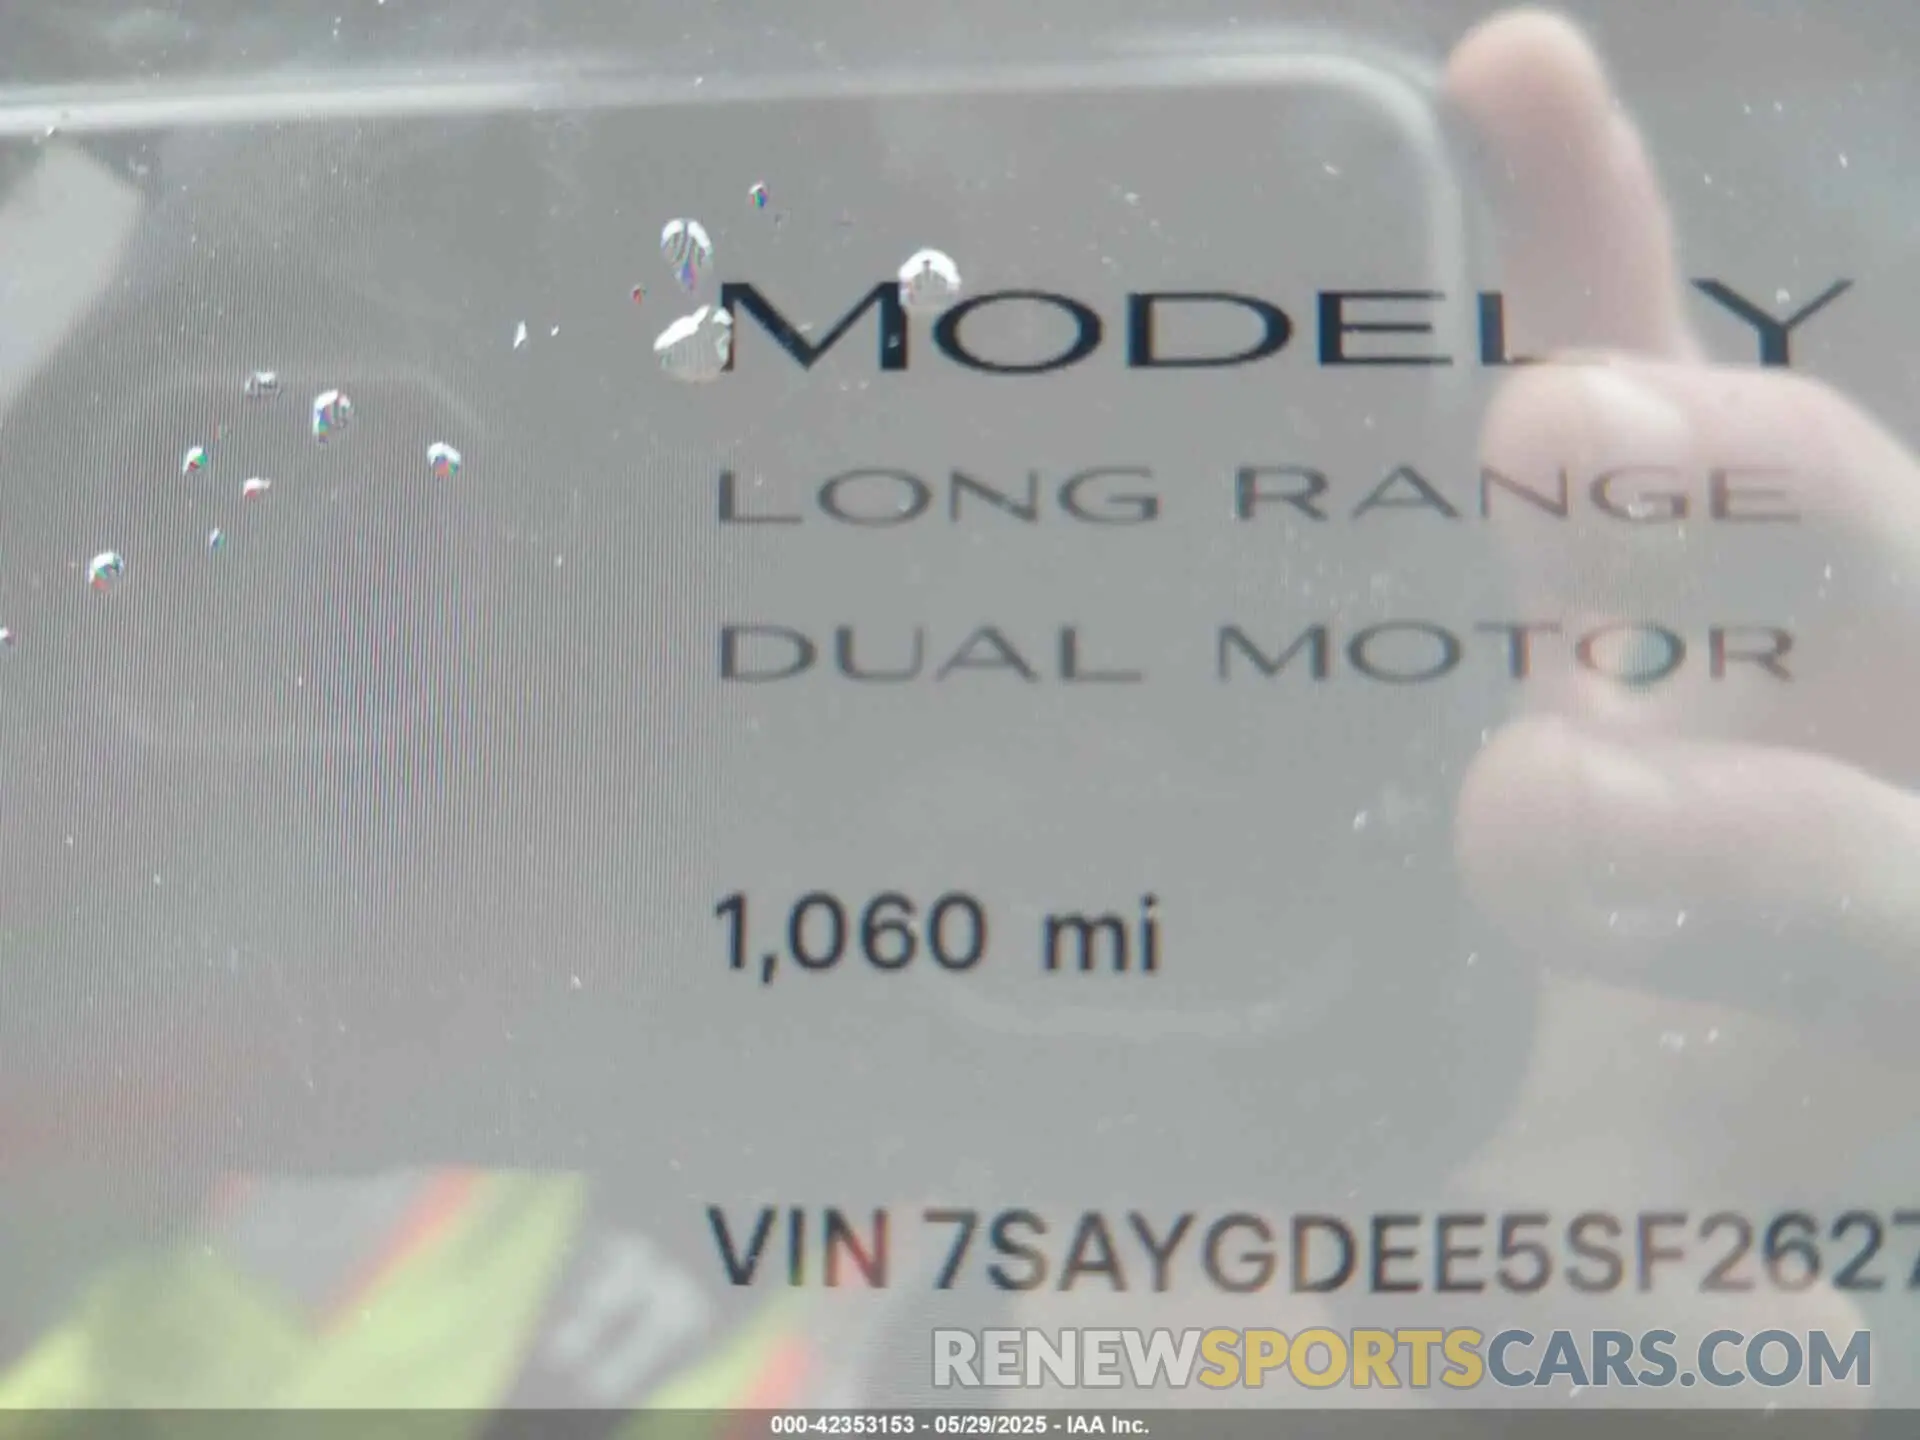 MODEL Y
LONG RANGE
DUAL MOTOR
1,060 mi
VIN 7SAYGDEE5SF2627
RENEWSPORTSCARS.COM
000-42353153 - 05/29/2025 - IAA Inc.